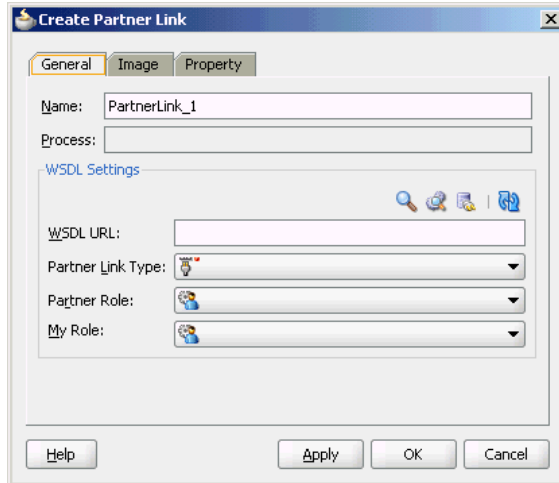 Create Partner Link
General Image Property
Name: PartnerLink_1
Process:
WSDL Settings
WSDL URL:
Partner Link Type:
Partner Role:
My Role:
Help Apply OK Cancel